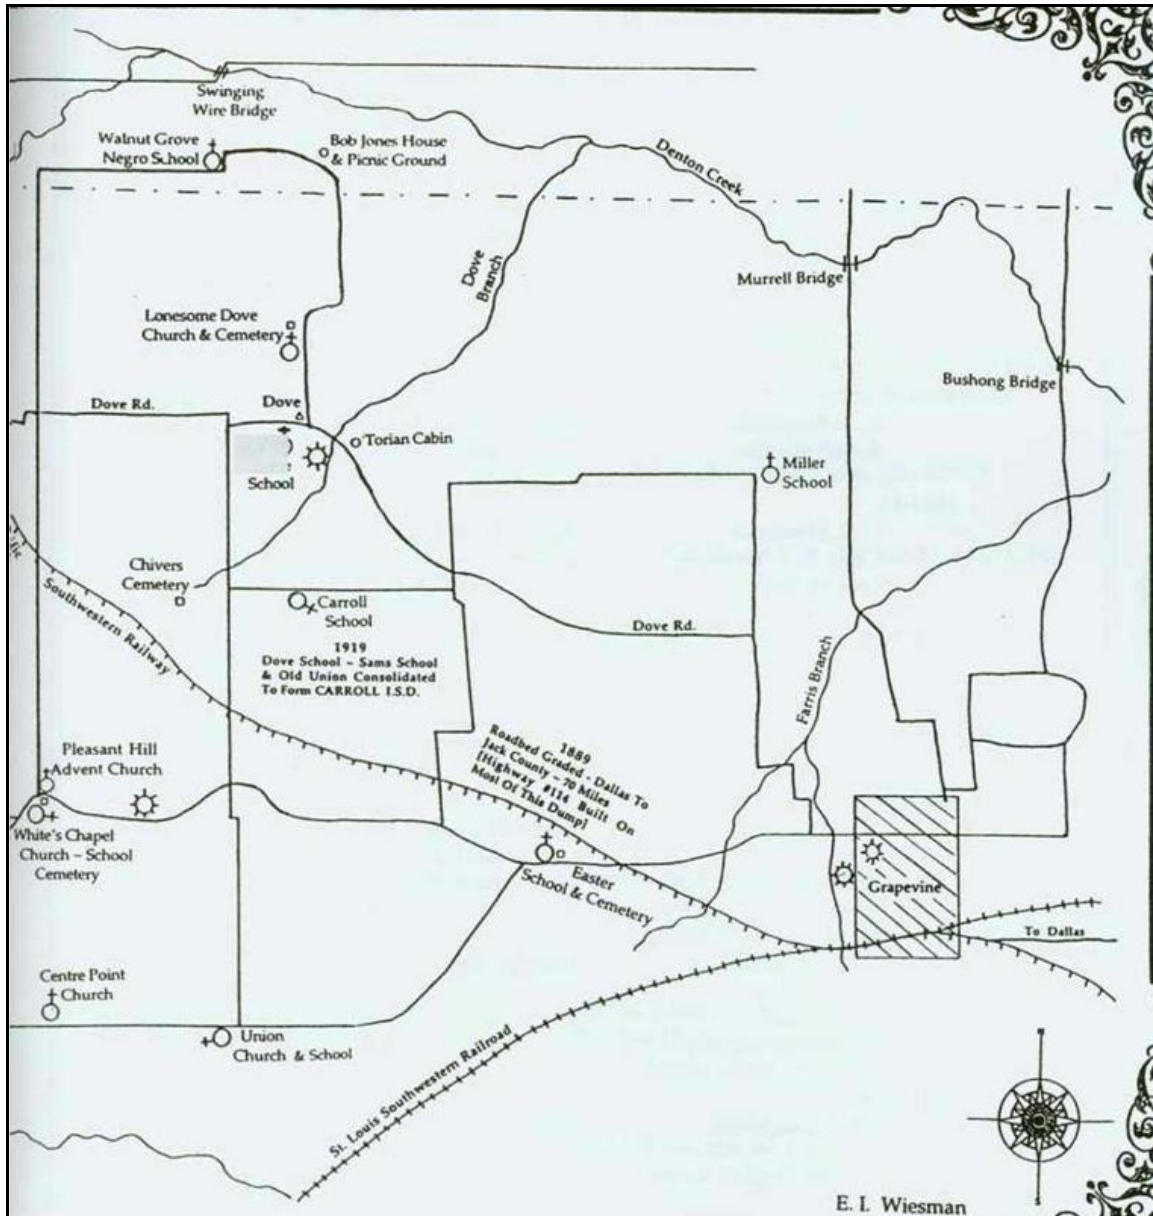 Swinging
Wire Bridge
Walnut Grove
Negro School
Bob Jones House
& Picnic Ground
Denton Creek
Dove
Branch
Murrell Bridge
Lonesome Dove
Church & Cemetery
Bushong Bridge
Dove Rd.
Dove
Torian Cabin
School
Miller
School
Chivers
Cemetery
Southwestern Railway
Carroll
School
1919
Dove School – Sams School
& Old Union Consolidated
To Form CARROLL I.S.D.
Dove Rd.
Farris Branch
1889
Roadbed Graded - Dallas To
Jack County – 70 Miles
[Highway #114 Built On
Most Of This Dump]
Pleasant Hill
Advent Church
White's Chapel
Church – School
Cemetery
Easter
School & Cemetery
Grapevine
To Dallas
Centre Point
Church
Union
Church & School
St. Louis Southwestern Railroad
N
S
E. I. Wiesman